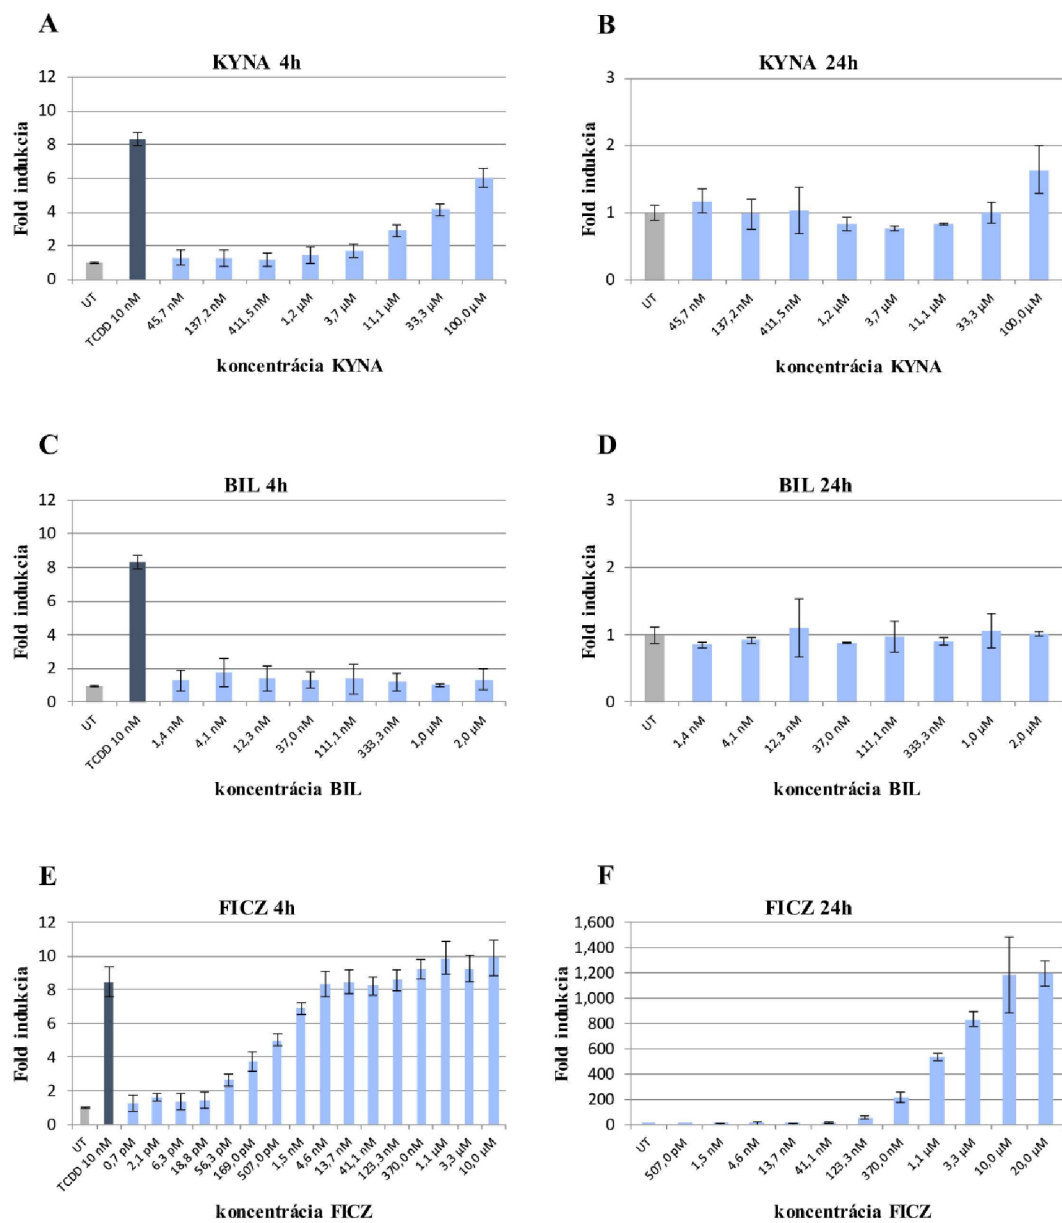 A
KYNA 4h
Fold indukcia
12
10
8
6
4
2
0
UT
TCDD 10 nM
45,7 nM
137,2 nM
411,5 nM
1,2 µM
3,7 µM
11,1 µM
33,3 µM
100,0 µM
koncentrácia KYNA
B
KYNA 24h
Fold indukcia
3
2
1
0
UT
45,7 nM
137,2 nM
411,5 nM
1,2 µM
3,7 µM
11,1 µM
33,3 µM
100,0 µM
koncentrácia KYNA
C
BIL 4h
Fold indukcia
12
10
8
6
4
2
0
UT
TCDD 10 nM
1,4 nM
4,1 nM
12,3 nM
37,0 nM
111,1 nM
333,3 nM
1,0 µM
2,0 µM
koncentrácia BIL
D
BIL 24h
Fold indukcia
3
2
1
0
UT
1,4 nM
4,1 nM
12,3 nM
37,0 nM
111,1 nM
333,3 nM
1,0 µM
2,0 µM
koncentrácia BIL
E
FICZ 4h
Fold indukcia
12
10
8
6
4
2
0
UT
TCDD 10 nM
0,7 pM
2,1 pM
6,3 pM
18,8 pM
56,3 pM
169,0 pM
507,0 pM
1,5 nM
4,6 nM
13,7 nM
41,1 nM
123,3 nM
370,0 nM
1,1 µM
3,3 µM
10,0 µM
koncentrácia FICZ
F
FICZ 24h
Fold indukcia
1,600
1,400
1,200
1,000
800
600
400
200
0
UT
507,0 pM
1,5 nM
4,6 nM
13,7 nM
41,1 nM
123,3 nM
370,0 nM
1,1 µM
3,3 µM
10,0 µM
20,0 µM
koncentrácia FICZ